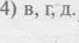 4) в, г, д.